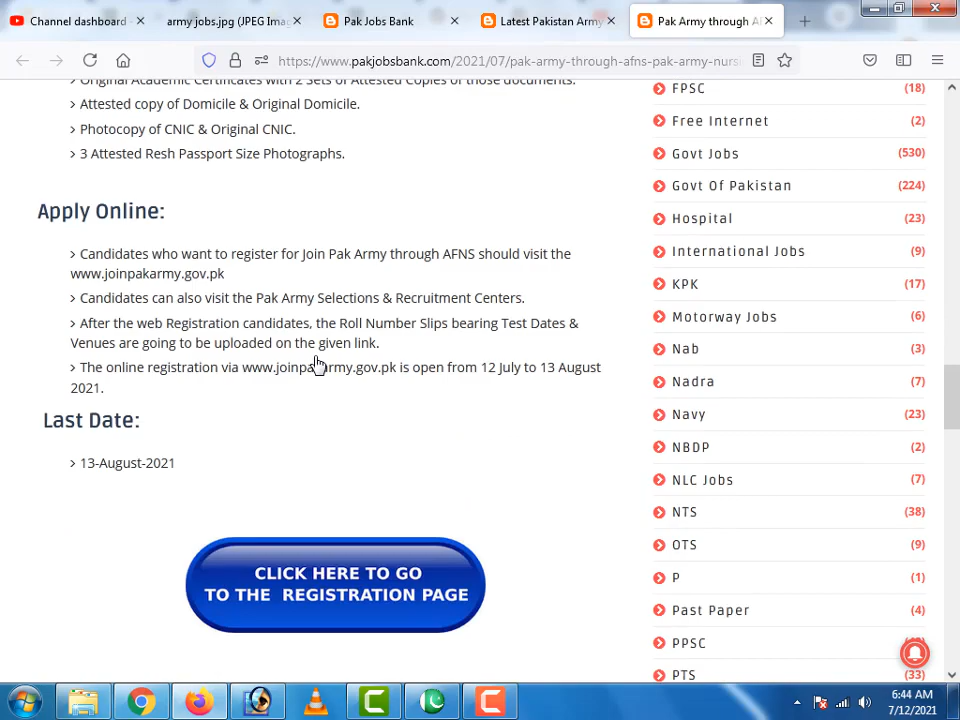 Channel dashboard
army jobs.jpg (JPEG Ima
Pak Jobs Bank
Latest Pakistan Army
Pak Army through A
https://www.pakjobsbank.com/2021/07/pak-army-through-afns-pak-army-nurs
Original Academic Certificates with 2 Sets of Attested Copies of those documents.
Attested copy of Domicile & Original Domicile.
Photocopy of CNIC & Original CNIC.
3 Attested Resh Passport Size Photographs.
Apply Online:
Candidates who want to register for Join Pak Army through AFNS should visit the
www.joinpakarmy.gov.pk
Candidates can also visit the Pak Army Selections & Recruitment Centers.
After the web Registration candidates, the Roll Number Slips bearing Test Dates &
Venues are going to be uploaded on the given link.
The online registration via www.joinpakarmy.gov.pk is open from 12 July to 13 August
2021.
Last Date:
13-August-2021
CLICK HERE TO GO
TO THE REGISTRATION PAGE
FPSC (18)
Free Internet (2)
Govt Jobs (530)
Govt Of Pakistan (224)
Hospital (23)
International Jobs (9)
KPK (17)
Motorway Jobs (6)
Nab (3)
Nadra (7)
Navy (23)
NBDP (2)
NLC Jobs (7)
NTS (38)
OTS (9)
P (1)
Past Paper (4)
PPSC
PTS (33)
6:44 AM
7/12/2021